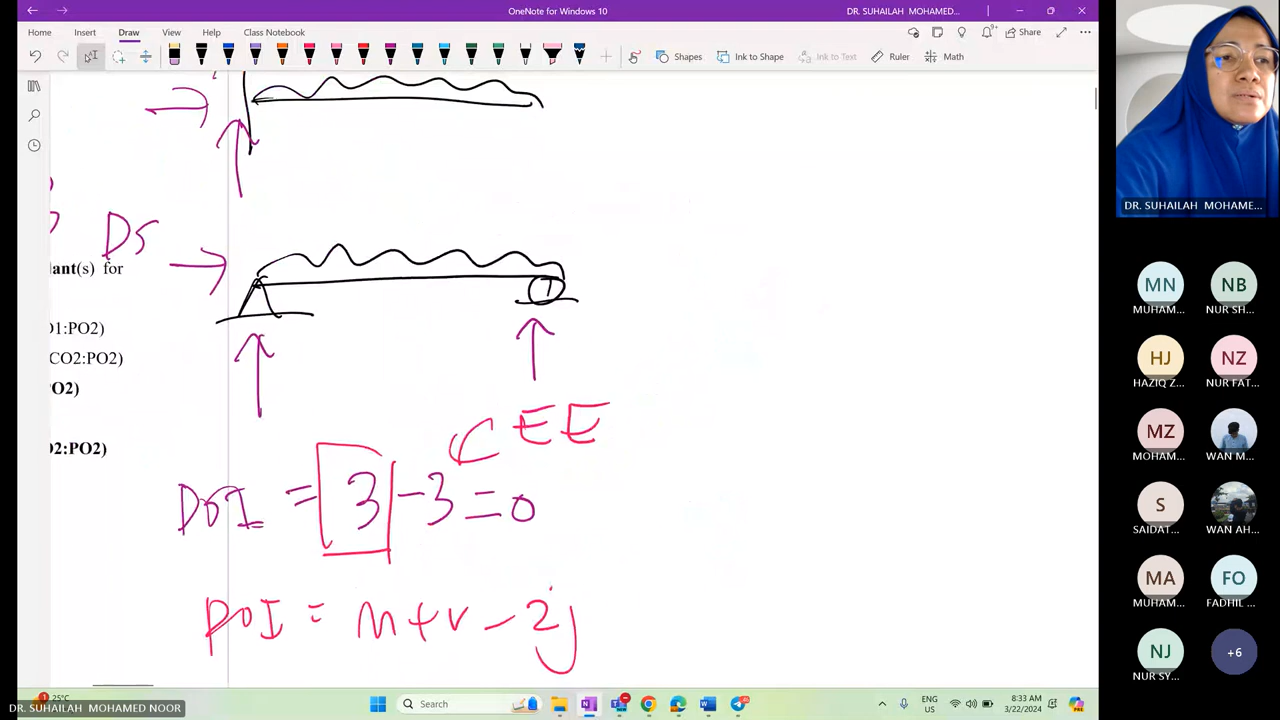 OneNote for Windows 10
DR. SUHAILAH MOHAMED...
Home Insert Draw View Help Class Notebook
Shapes Ink to Shape Ink to Text Ruler Math
Share
DR. SUHAILAH MOHAME...
DS
lant(s) for
O1:PO2)
CO2:PO2)
PO2)
O2:PO2)
EE
DOI = 3 - 3 = 0
DOI = m + r - 2j
MN
MUHAM...
NB
NUR SH...
HJ
HAZIQ Z...
NZ
NUR FAT...
MZ
MOHAM...
WAN M...
S
SAIDAT...
WAN AH...
MA
MUHAM...
FO
FADHIL ...
NJ
NUR SY...
+6
25°C
Search
ENG
US
8:33 AM
3/22/2024
DR. SUHAILAH MOHAMED NOOR